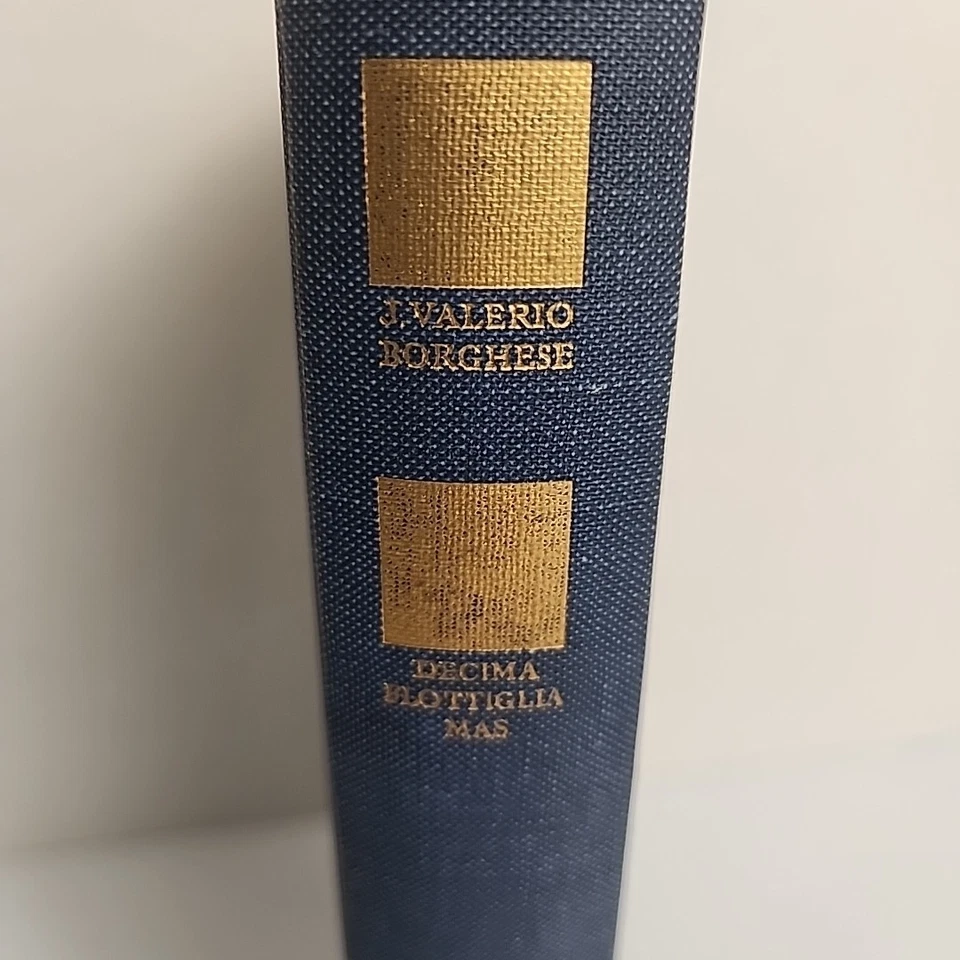 J. VALERIO
BORGHESE
DECIMA
FLOTTIGLIA
MAS